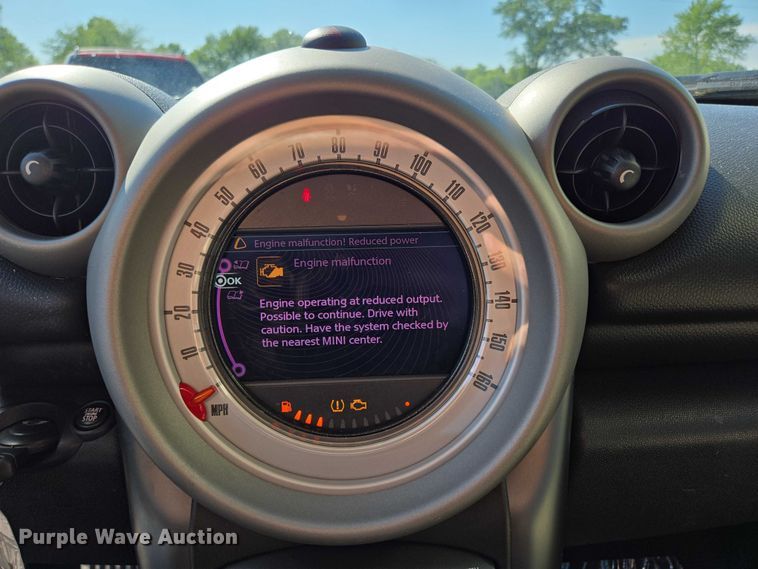 10
20
30
40
50
60
70
80
90
100
110
120
130
140
150
160
MPH
Engine malfunction! Reduced power
OK
Engine malfunction
Engine operating at reduced output.
Possible to continue. Drive with
caution. Have the system checked by
the nearest MINI center.
START
STOP
Purple Wave Auction